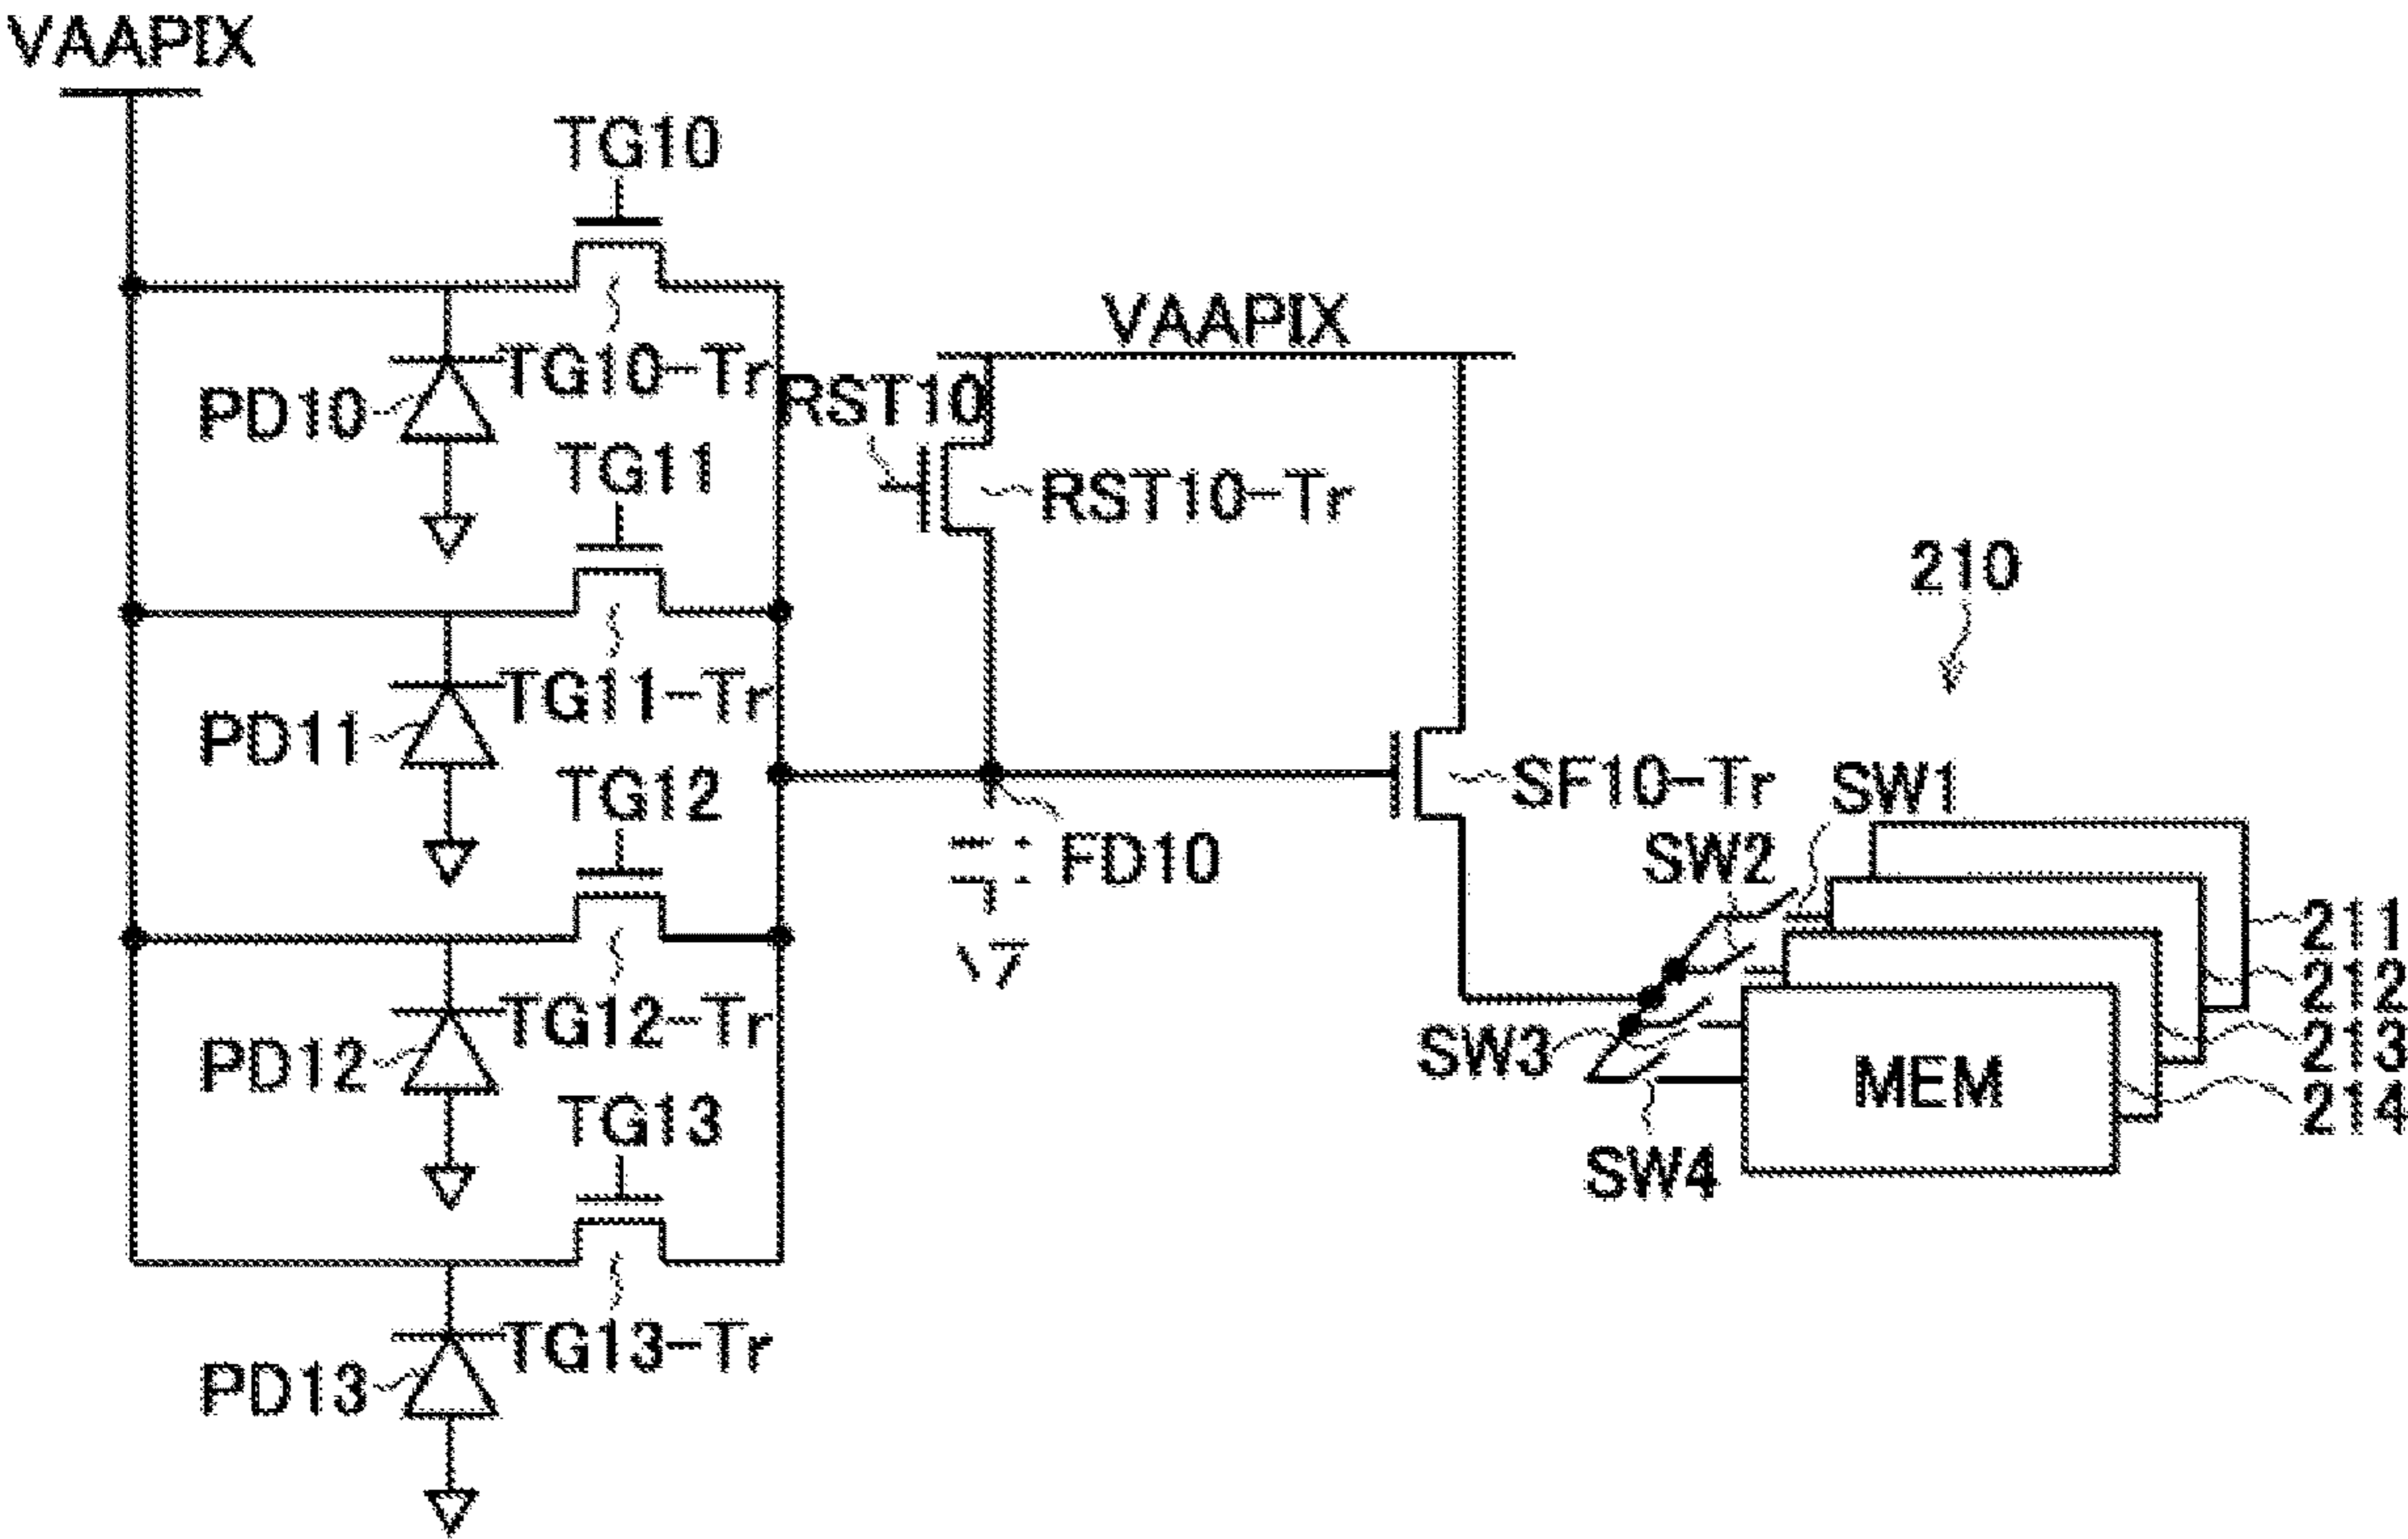 VAAPIX
TG10
TG10-Tr
PD10
TG11
TG11-Tr
PD11
TG12
TG12-Tr
PD12
TG13
TG13-Tr
PD13
VAAPIX
RST10
RST10-Tr
FD10
SF10-Tr
210
SW1
SW2
SW3
SW4
MEM
211
212
213
214